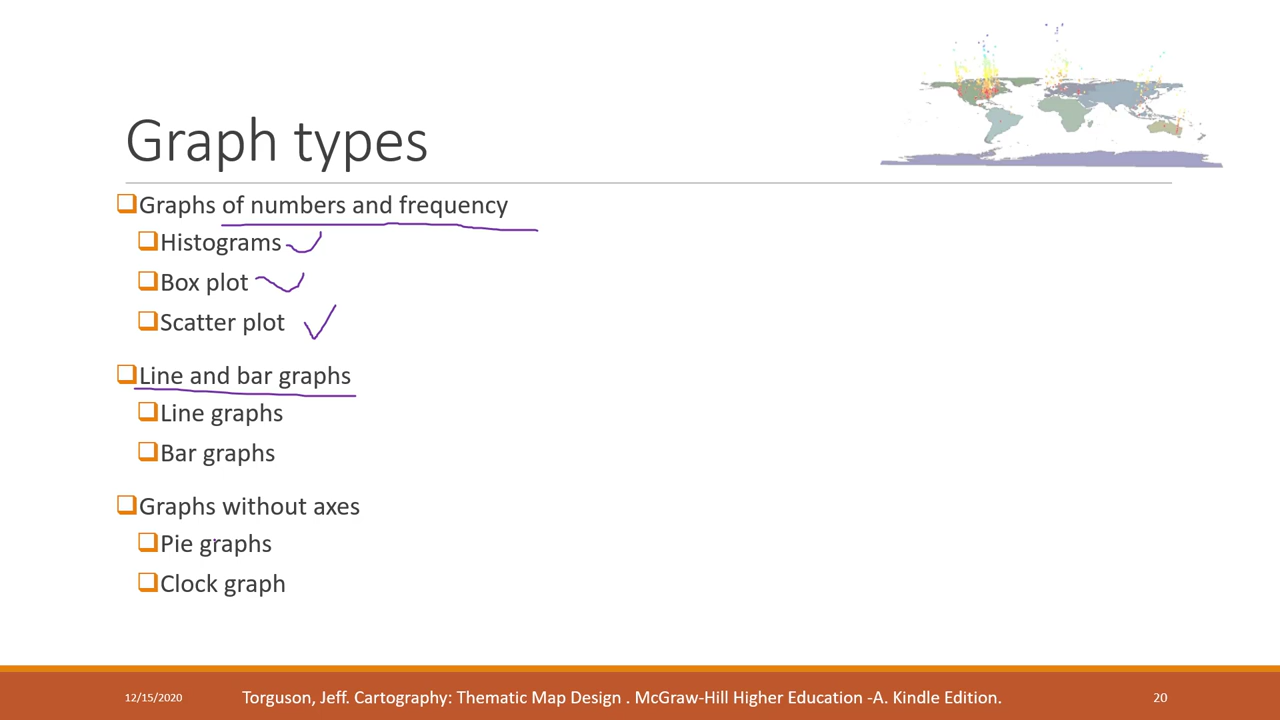 Graph types
Graphs of numbers and frequency
Histograms
Box plot
Scatter plot
Line and bar graphs
Line graphs
Bar graphs
Graphs without axes
Pie graphs
Clock graph
12/15/2020
Torguson, Jeff. Cartography: Thematic Map Design . McGraw-Hill Higher Education -A. Kindle Edition.
20